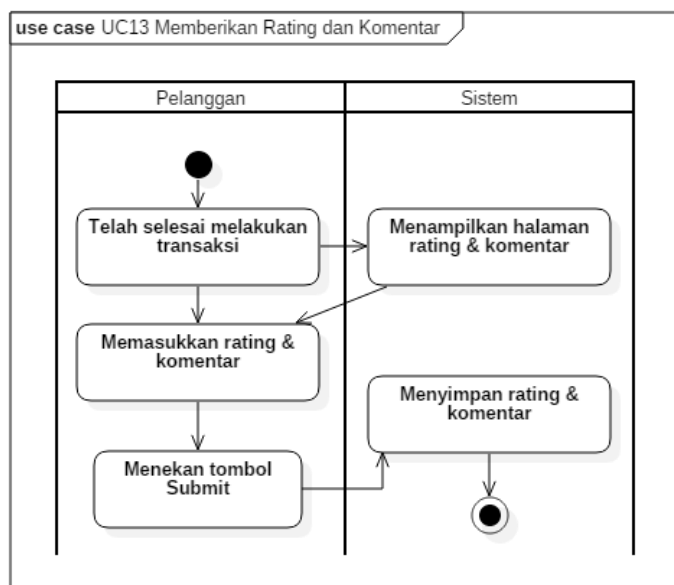 use case UC13 Memberikan Rating dan Komentar
Pelanggan
Sistem
Telah selesai melakukan
transaksi
Menampilkan halaman
rating & komentar
Memasukkan rating &
komentar
Menyimpan rating &
komentar
Menekan tombol
Submit